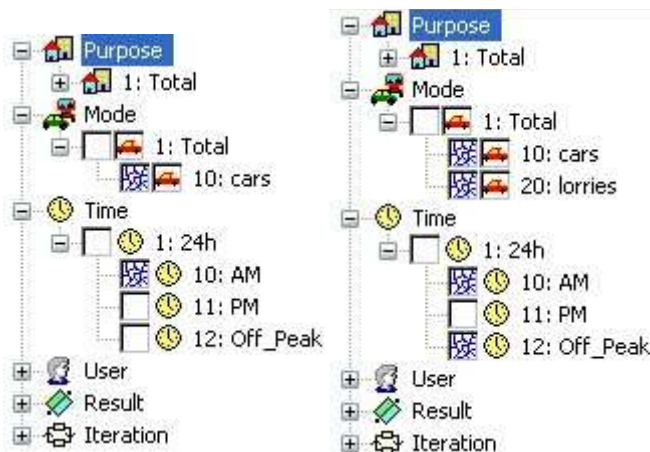 Purpose
1: Total
Mode
1: Total
10: cars
Time
1: 24h
10: AM
11: PM
12: Off_Peak
User
Result
Iteration
Purpose
1: Total
Mode
1: Total
10: cars
20: lorries
Time
1: 24h
10: AM
11: PM
12: Off_Peak
User
Result
Iteration